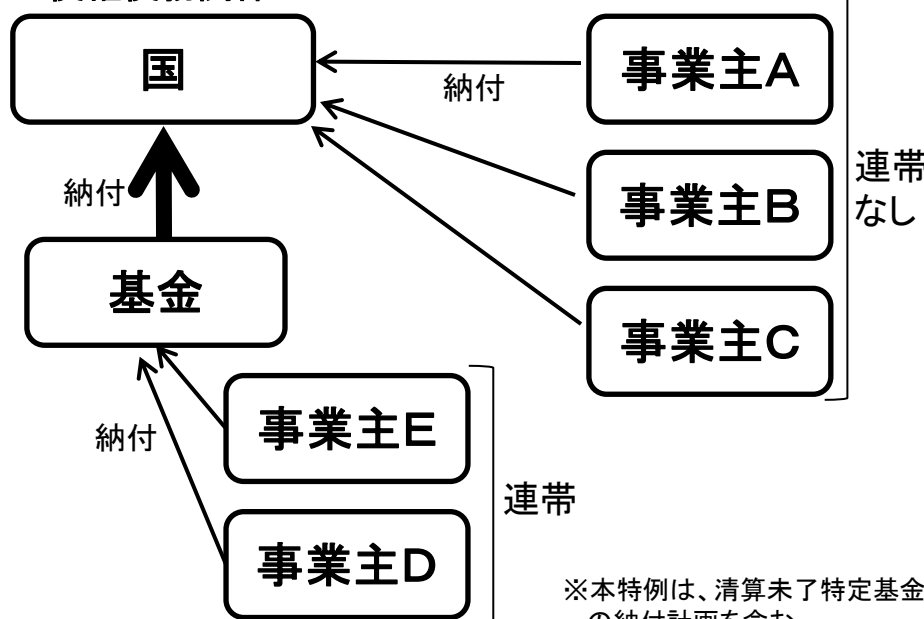 国
納付
事業主A
事業主B
事業主C
連帯
なし
納付
基金
納付
事業主E
事業主D
連帯
※本特例は、清算未了特定基金